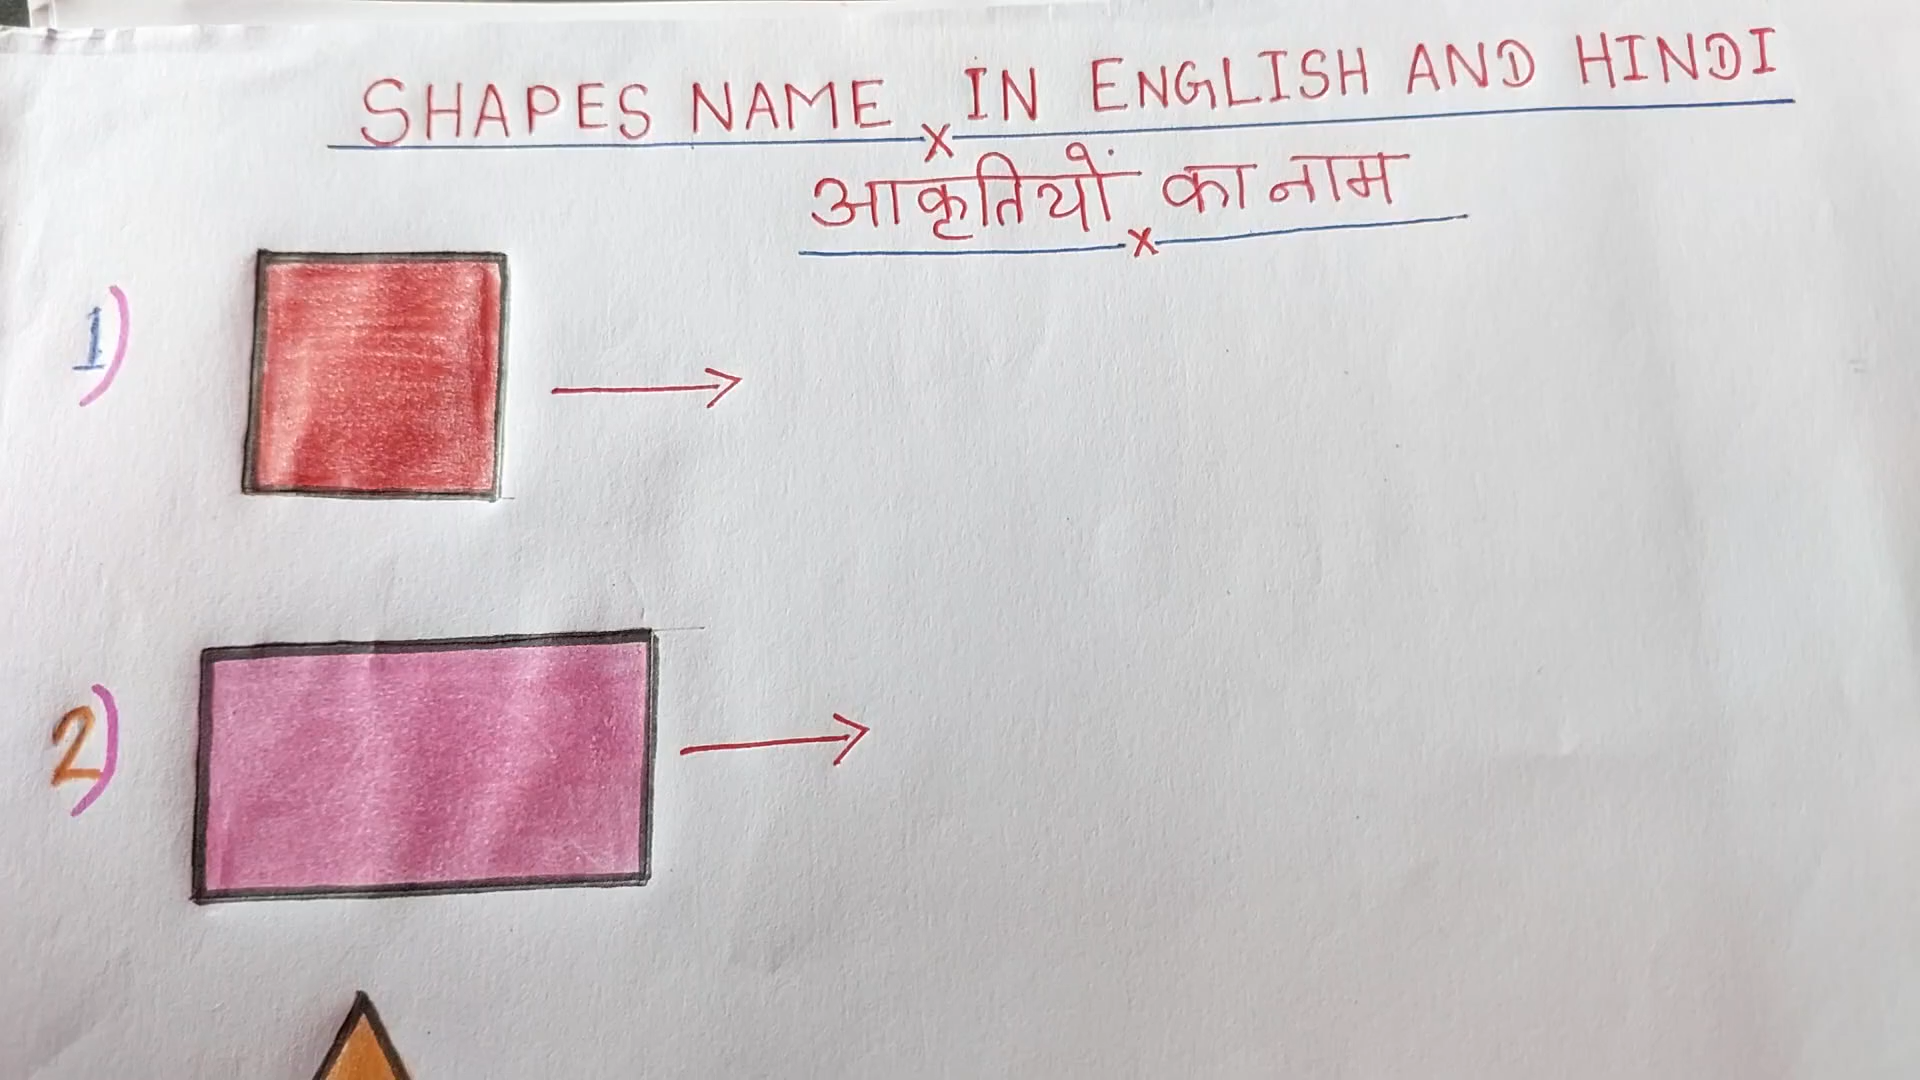 SHAPES NAME IN ENGLISH AND HINDI
आकृतियों का नाम
1)
2)